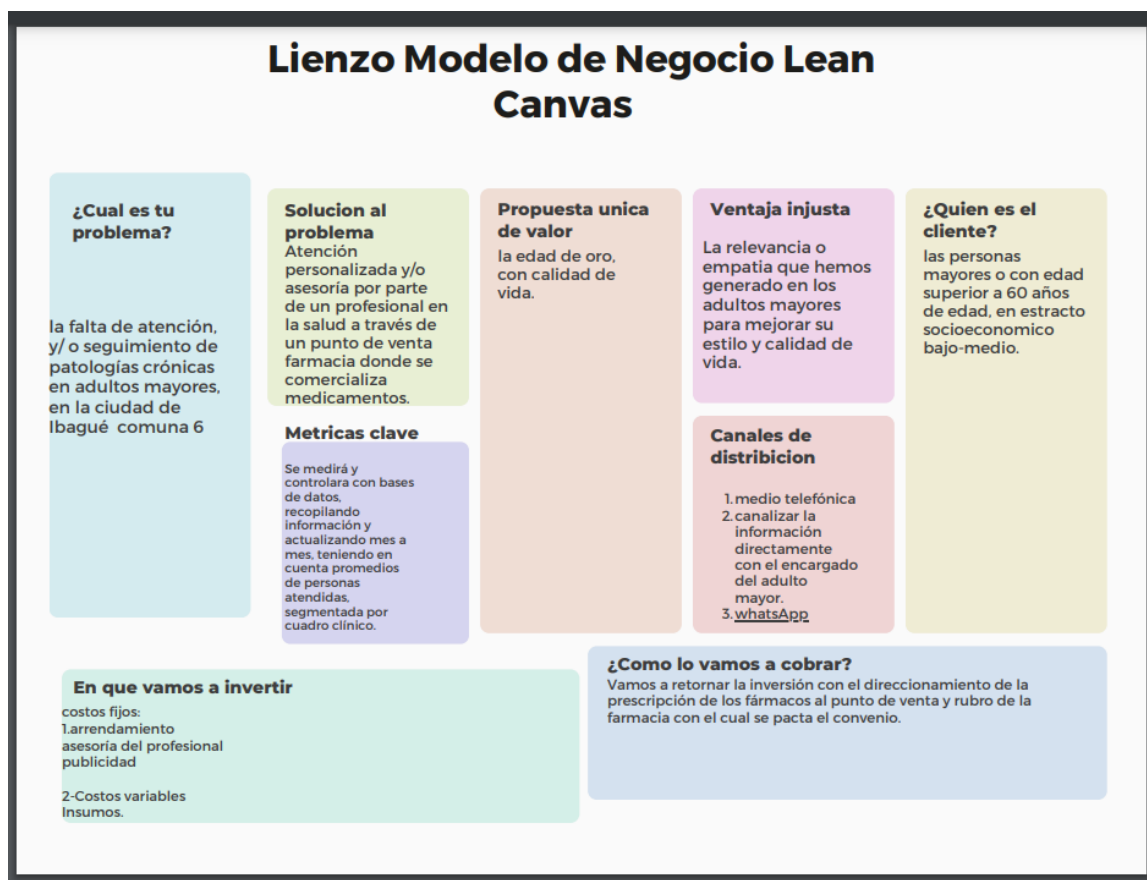 Lienzo Modelo de Negocio Lean
Canvas
¿Cual es tu
problema?
la falta de atención,
y/ o seguimiento de
patologías crónicas
en adultos mayores,
en la ciudad de
Ibagué comuna 6
Solucion al
problema
Atención
personalizada y/o
asesoría por parte
de un profesional en
la salud a través de
un punto de venta
farmacia donde se
comercializa
medicamentos.
Metricas clave
Se medirá y
controlara con bases
de datos,
recopilando
información y
actualizando mes a
mes, teniendo en
cuenta promedios
de personas
atendidas,
segmentada por
cuadro clínico.
Propuesta unica
de valor
la edad de oro,
con calidad de
vida.
Ventaja injusta
La relevancia o
empatia que hemos
generado en los
adultos mayores
para mejorar su
estilo y calidad de
vida.
Canales de
distribicion
1. medio telefónica
2. canalizar la
información
directamente
con el encargado
del adulto
mayor.
3. whatsApp
¿Quien es el
cliente?
las personas
mayores o con edad
superior a 60 años
de edad, en estracto
socioeconomico
bajo-medio.
En que vamos a invertir
costos fijos:
1.arrendamiento
asesoría del profesional
publicidad
2-Costos variables
Insumos.
¿Como lo vamos a cobrar?
Vamos a retornar la inversión con el direccionamiento de la
prescripción de los fármacos al punto de venta y rubro de la
farmacia con el cual se pacta el convenio.